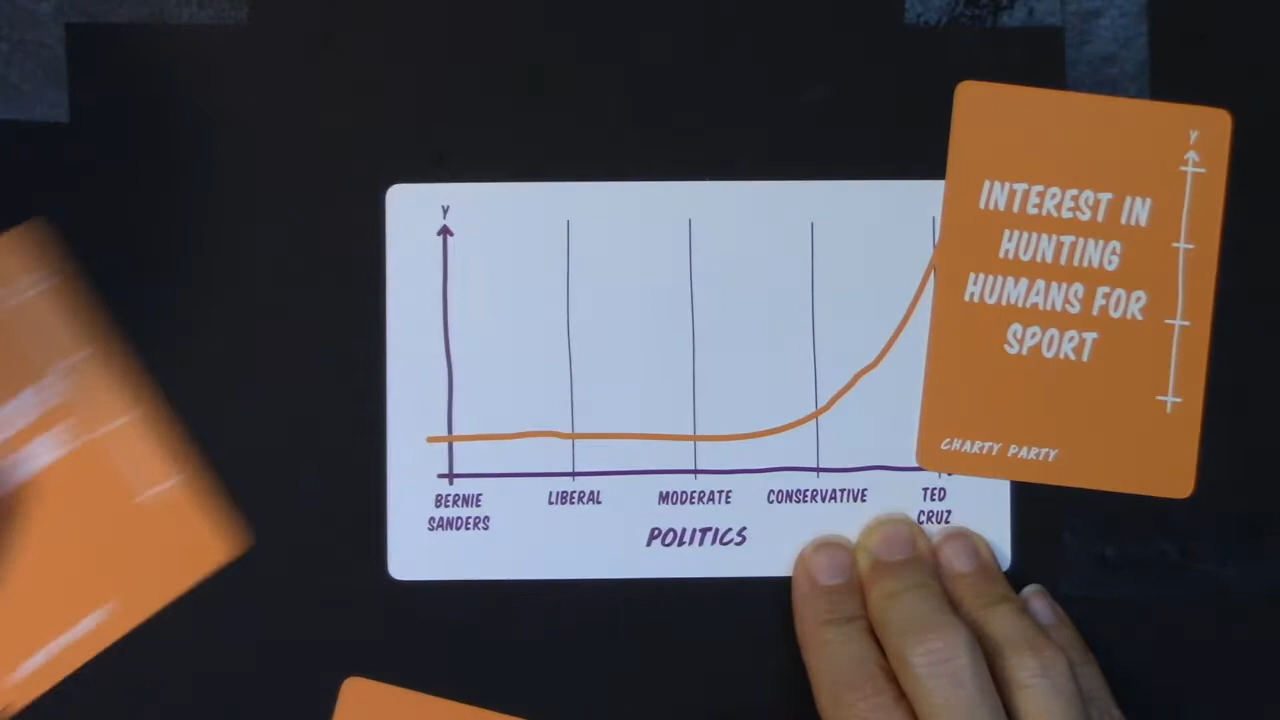 Y
BERNIE
SANDERS
LIBERAL
MODERATE
CONSERVATIVE
TED
CRUZ
POLITICS
Y
INTEREST IN
HUNTING
HUMANS FOR
SPORT
CHARTY PARTY